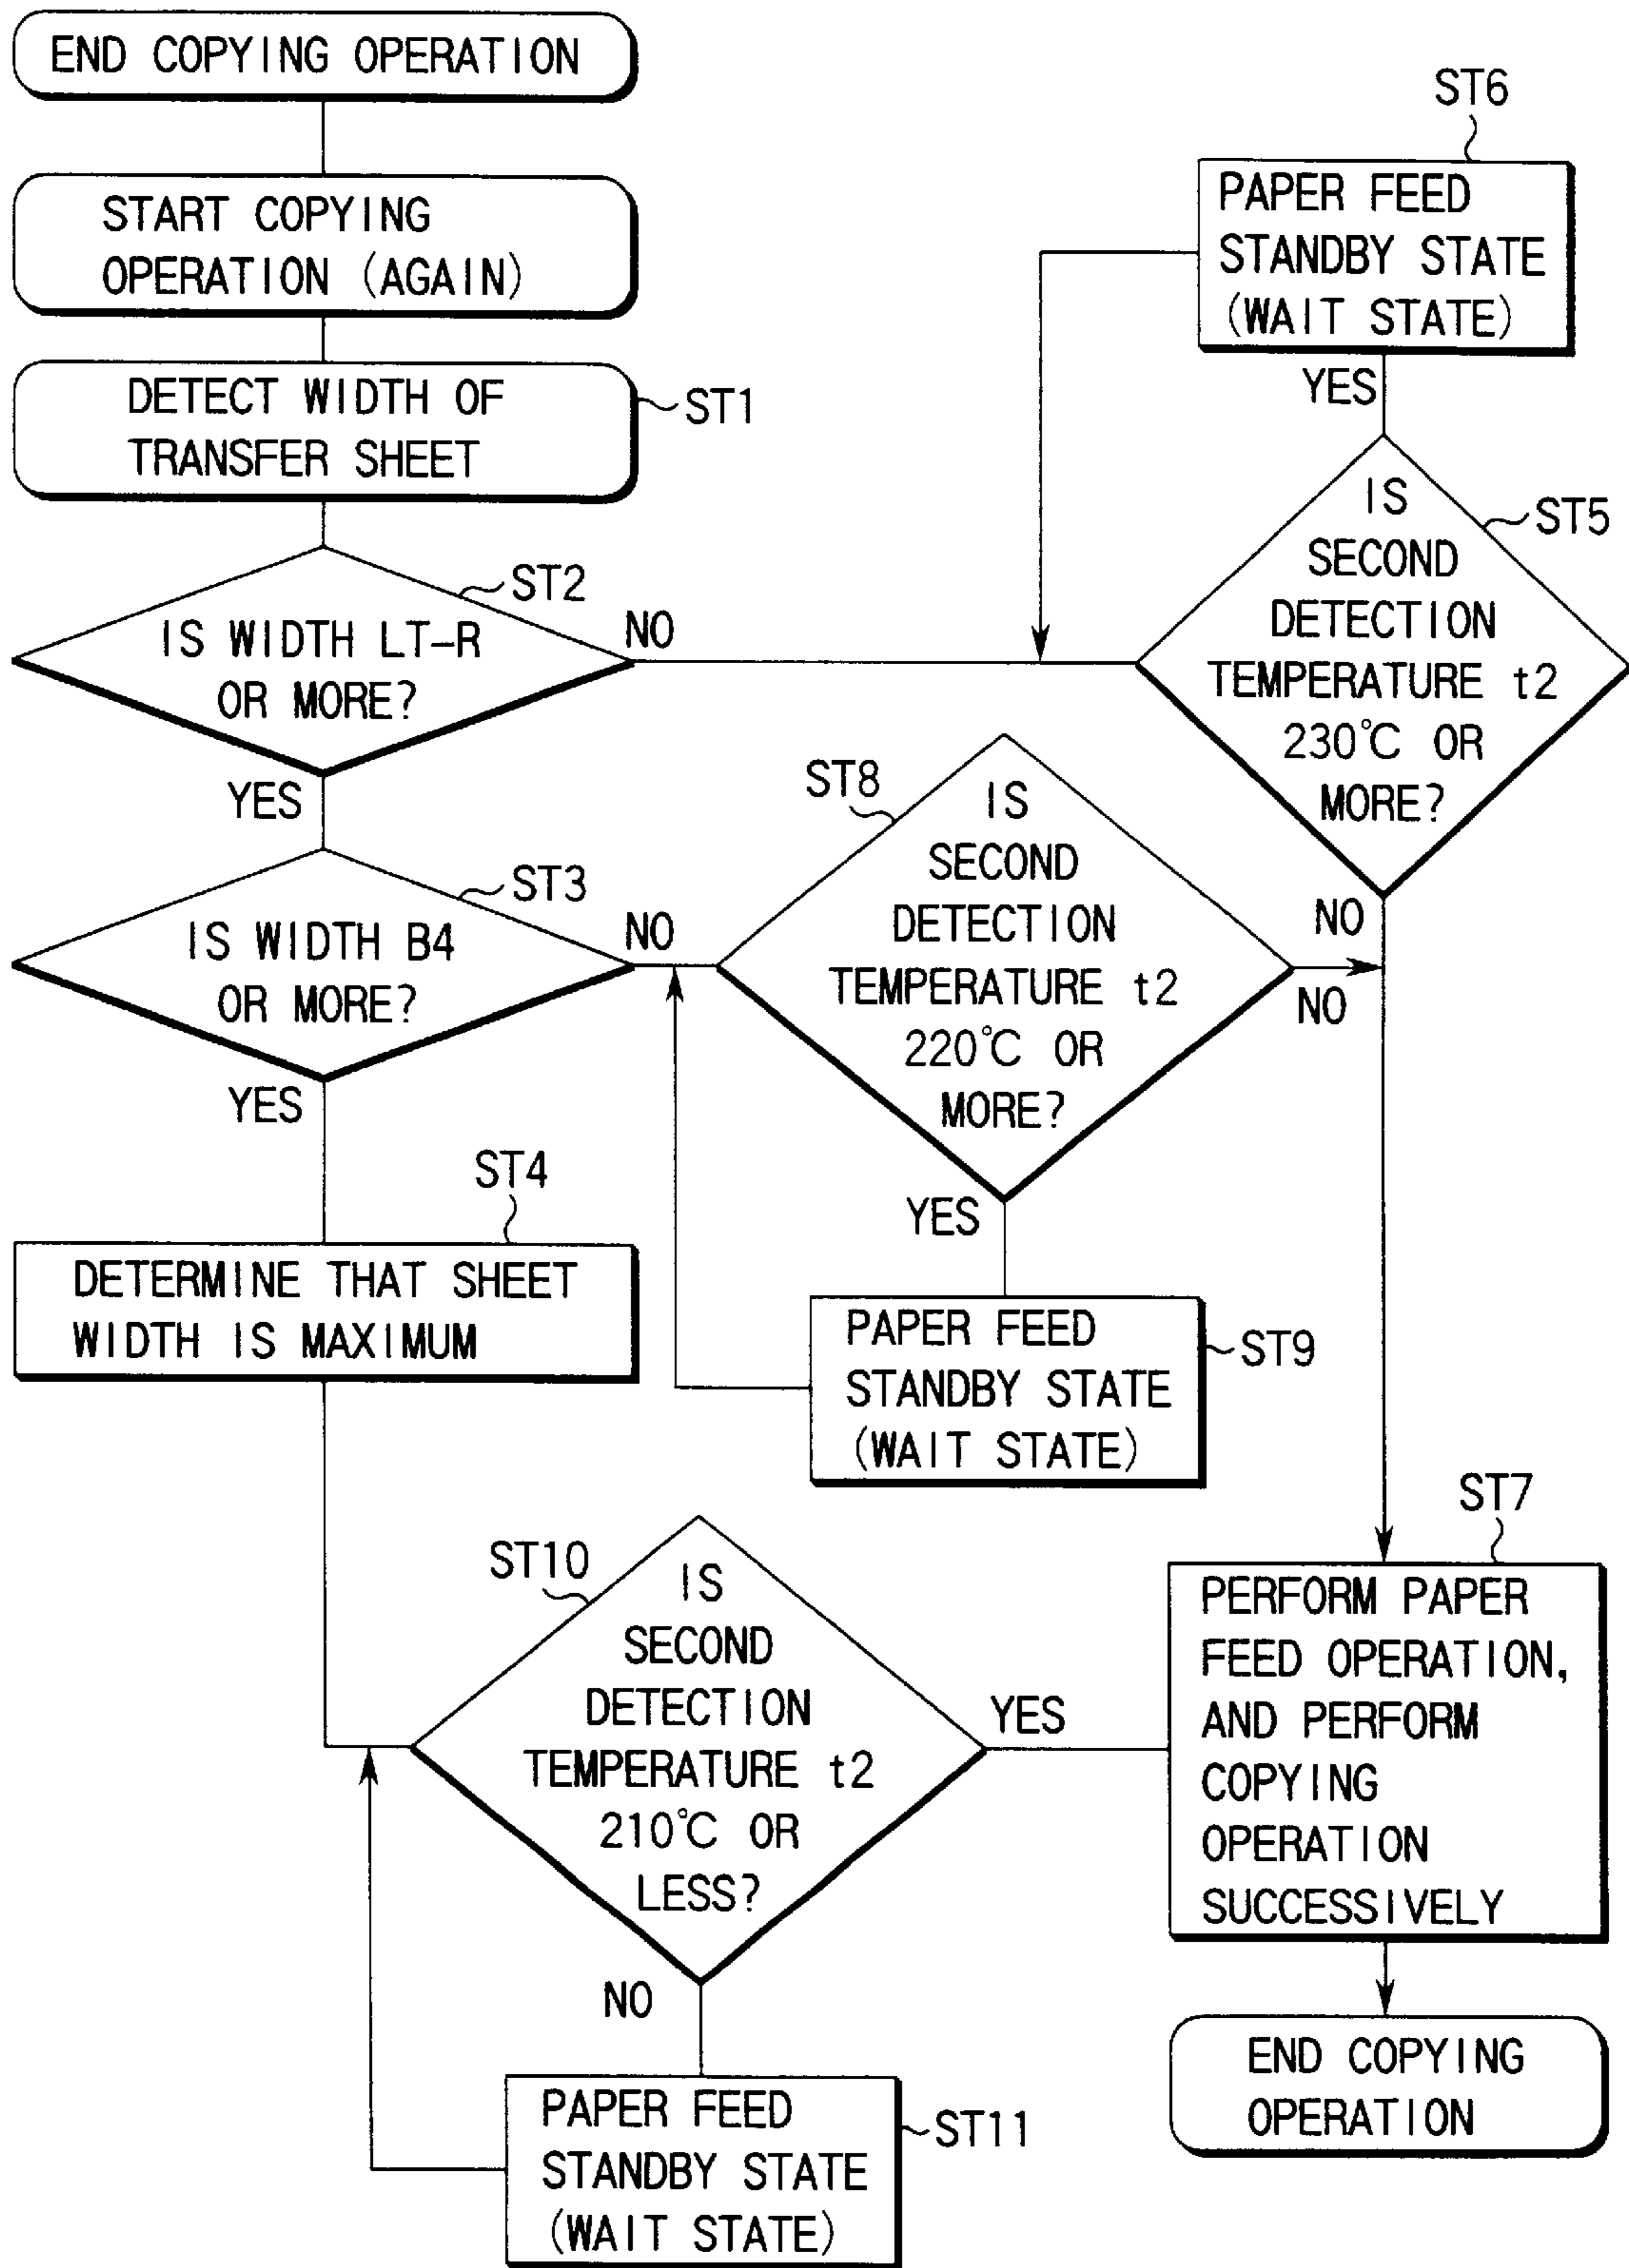 END COPYING OPERATION
START COPYING
OPERATION (AGAIN)
DETECT WIDTH OF
TRANSFER SHEET
ST1
IS WIDTH LT-R
OR MORE?
ST2
NO
YES
IS WIDTH B4
OR MORE?
ST3
NO
YES
ST4
DETERMINE THAT SHEET
WIDTH IS MAXIMUM
ST6
PAPER FEED
STANDBY STATE
(WAIT STATE)
YES
ST5
IS
SECOND
DETECTION
TEMPERATURE t2
230°C OR
MORE?
NO
ST8
IS
SECOND
DETECTION
TEMPERATURE t2
220°C OR
MORE?
NO
YES
PAPER FEED
STANDBY STATE
(WAIT STATE)
ST9
ST10
IS
SECOND
DETECTION
TEMPERATURE t2
210°C OR
LESS?
YES
NO
PAPER FEED
STANDBY STATE
(WAIT STATE)
ST11
ST7
PERFORM PAPER
FEED OPERATION,
AND PERFORM
COPYING
OPERATION
SUCCESSIVELY
END COPYING
OPERATION